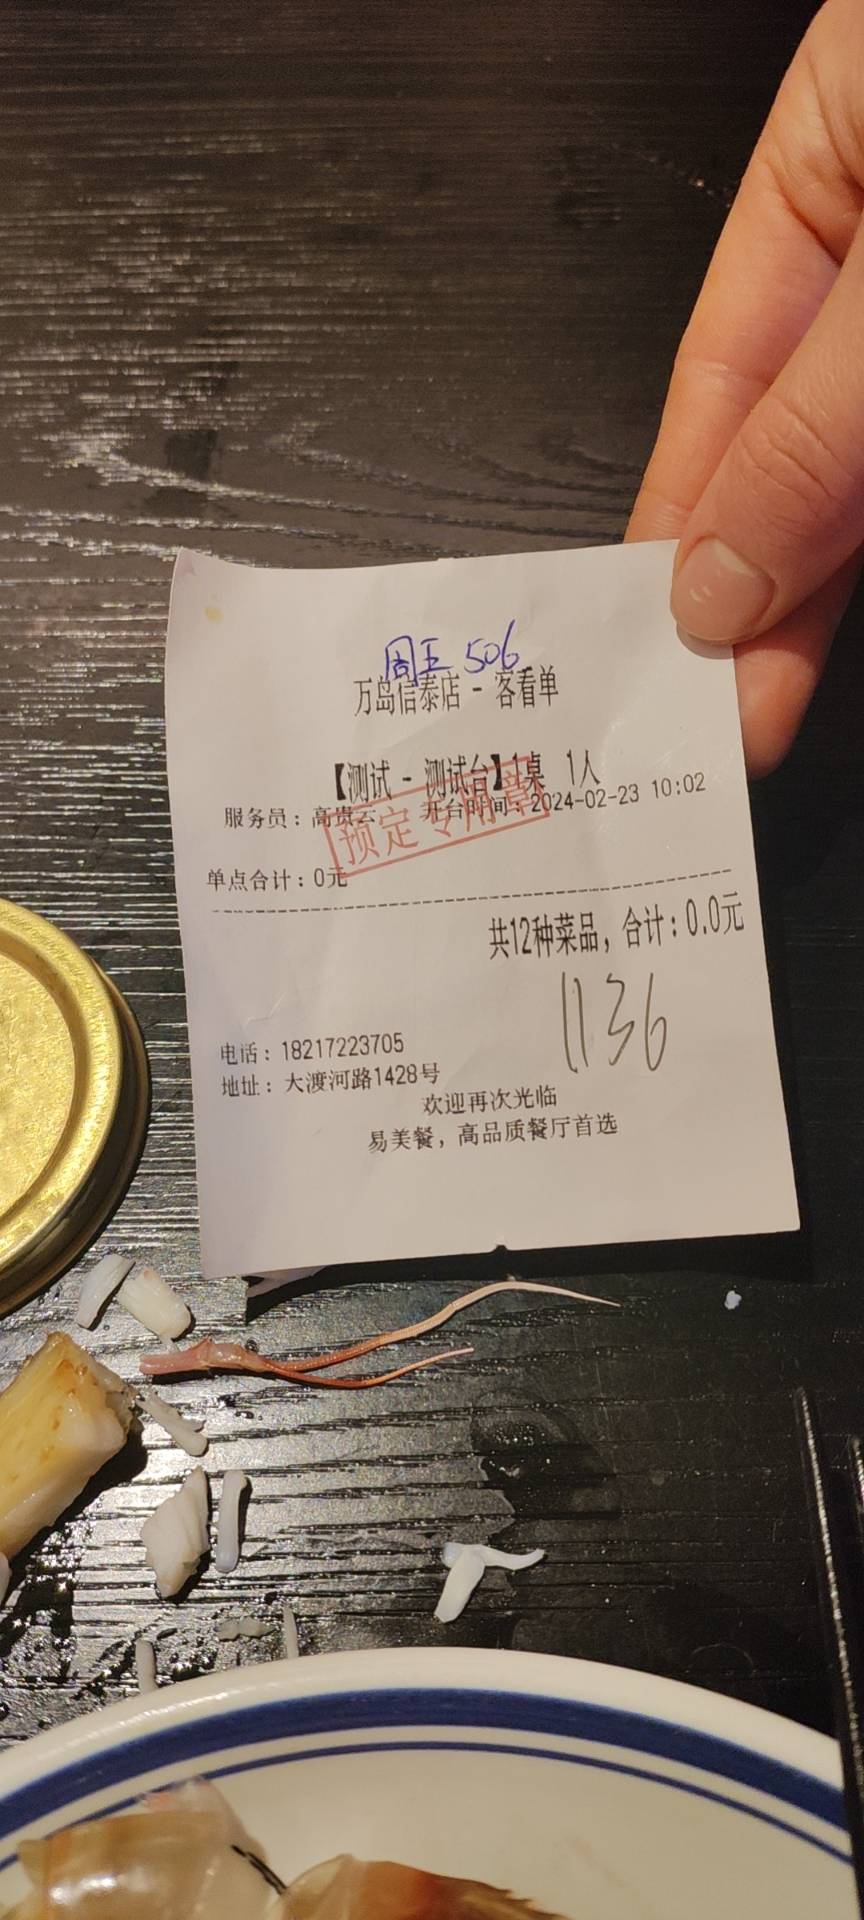 周五 506
万岛信泰店 - 客看单
【测试 - 测试台】1桌 1人
服务员：高贵云 开台时间：2024-02-23 10:02
预定专用章
单点合计：0元
共12种菜品，合计：0.0元
1136
电话：18217223705
地址：大渡河路1428号
欢迎再次光临
易美餐，高品质餐厅首选